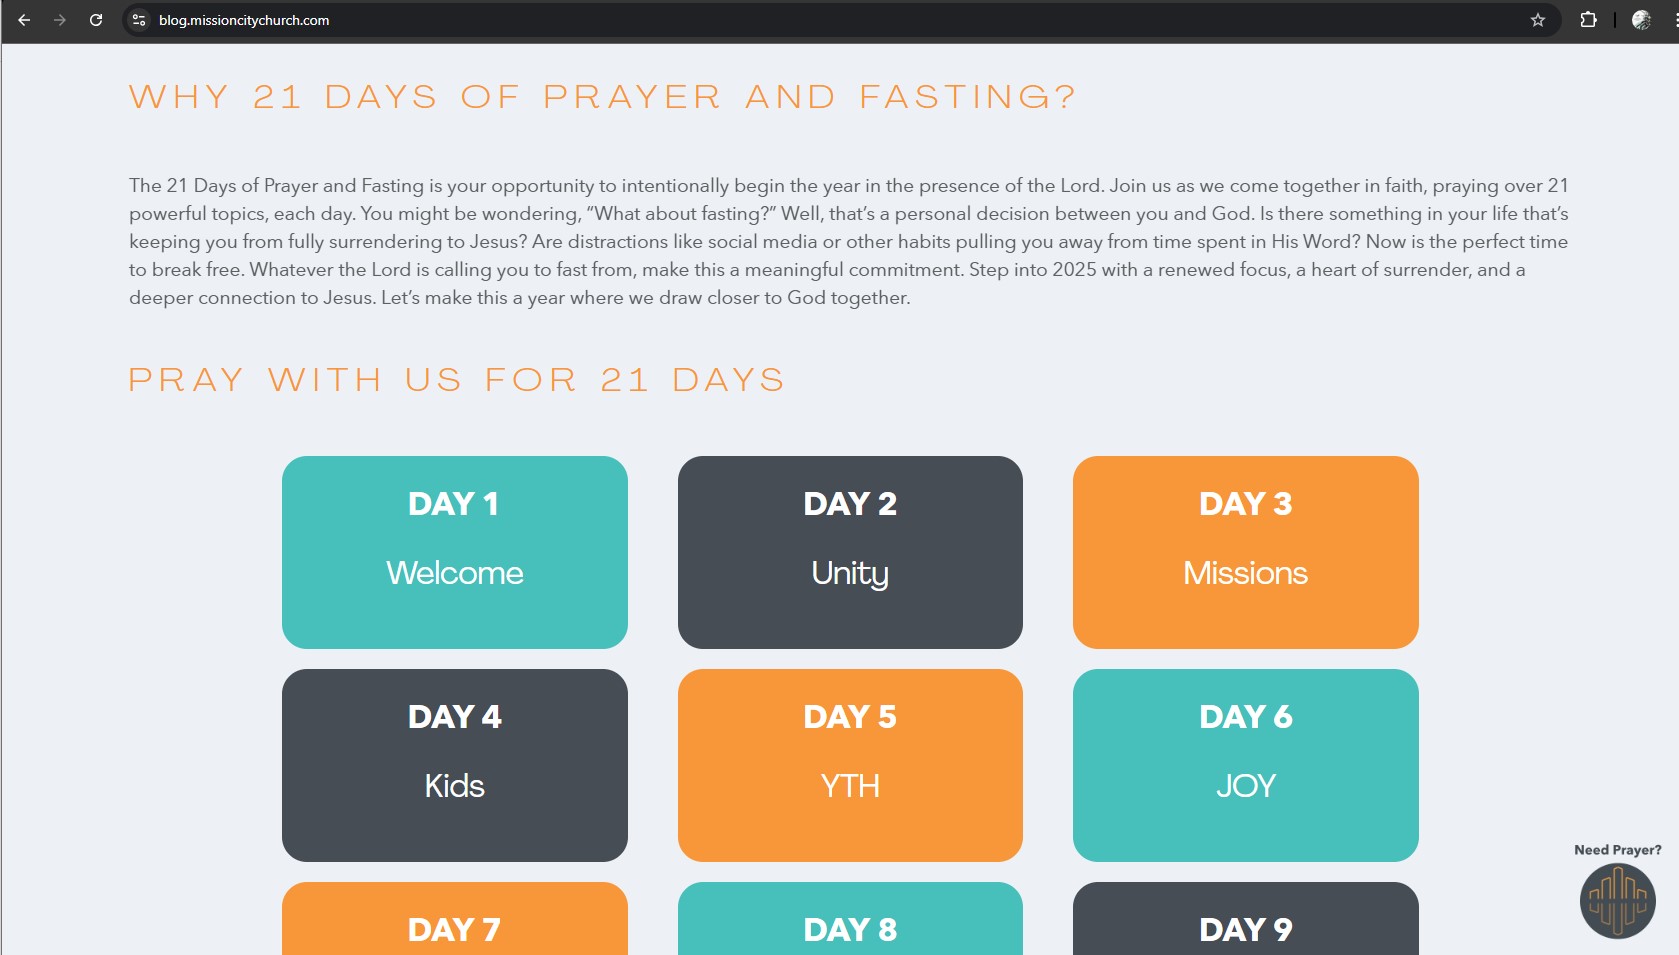 blog.missioncitychurch.com
WHY 21 DAYS OF PRAYER AND FASTING?
The 21 Days of Prayer and Fasting is your opportunity to intentionally begin the year in the presence of the Lord. Join us as we come together in faith, praying over 21
powerful topics, each day. You might be wondering, “What about fasting?” Well, that’s a personal decision between you and God. Is there something in your life that’s
keeping you from fully surrendering to Jesus? Are distractions like social media or other habits pulling you away from time spent in His Word? Now is the perfect time
to break free. Whatever the Lord is calling you to fast from, make this a meaningful commitment. Step into 2025 with a renewed focus, a heart of surrender, and a
deeper connection to Jesus. Let’s make this a year where we draw closer to God together.
PRAY WITH US FOR 21 DAYS
DAY 1
Welcome
DAY 2
Unity
DAY 3
Missions
DAY 4
Kids
DAY 5
YTH
DAY 6
JOY
DAY 7
DAY 8
DAY 9
Need Prayer?